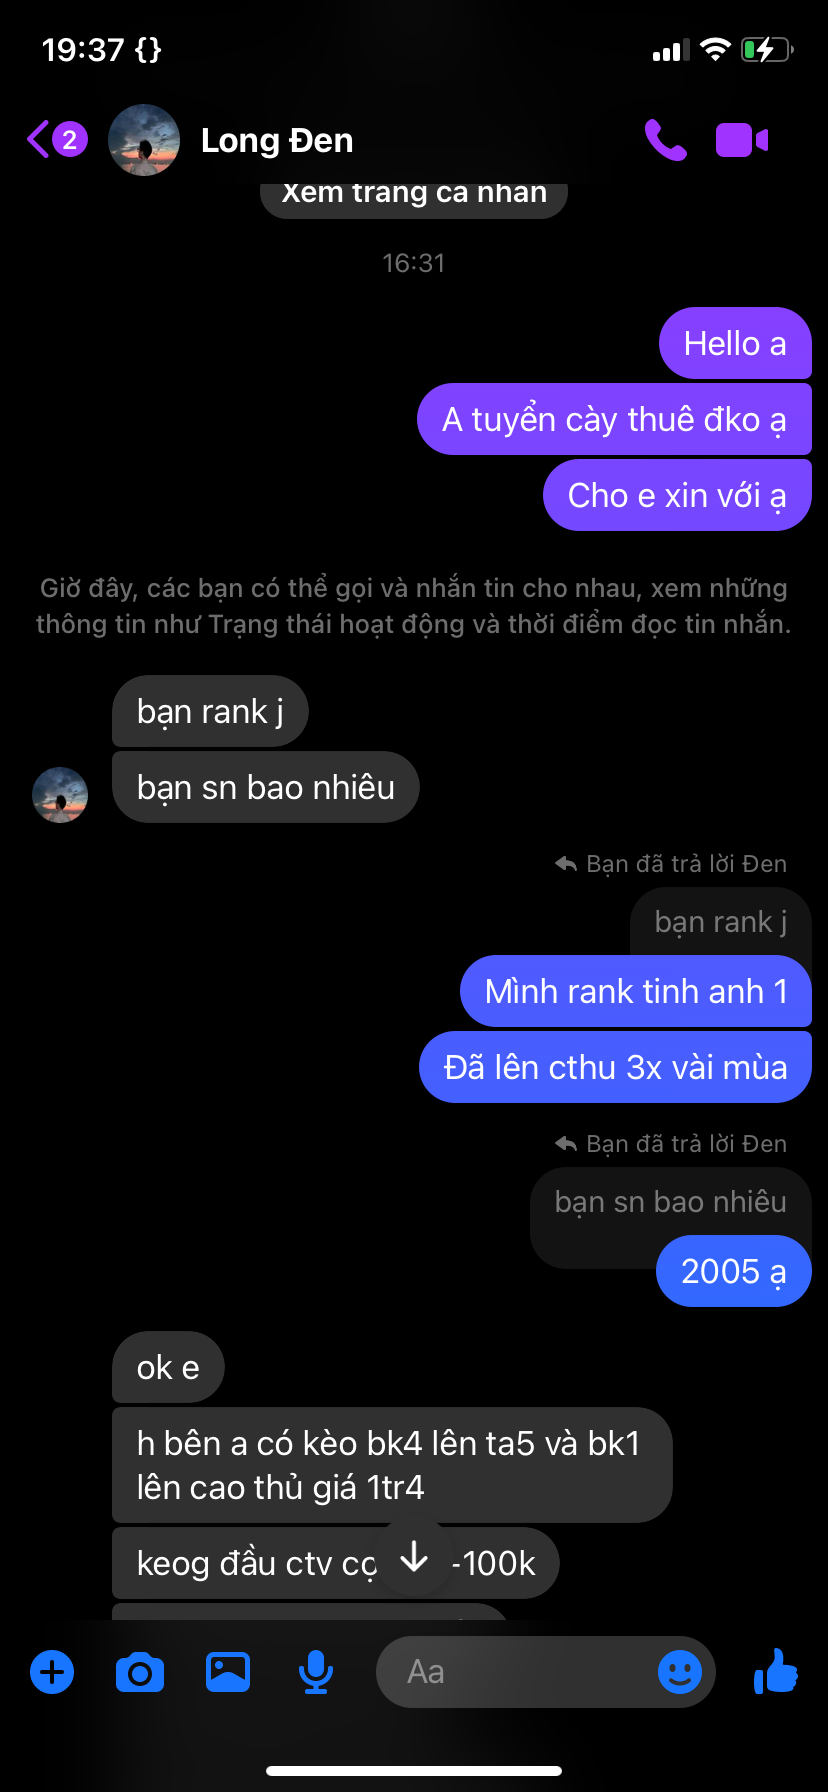 19:37 {}
2
Long Đen
Xem trang cá nhân
16:31
Hello a
A tuyển cày thuê đko ạ
Cho e xin với ạ
Giờ đây, các bạn có thể gọi và nhắn tin cho nhau, xem những
thông tin như Trạng thái hoạt động và thời điểm đọc tin nhắn.
bạn rank j
bạn sn bao nhiêu
Bạn đã trả lời Đen
bạn rank j
Mình rank tinh anh 1
Đã lên cthu 3x vài mùa
Bạn đã trả lời Đen
bạn sn bao nhiêu
2005 ạ
ok e
h bên a có kèo bk4 lên ta5 và bk1
lên cao thủ giá 1tr4
keog đầu ctv -100k
Aa